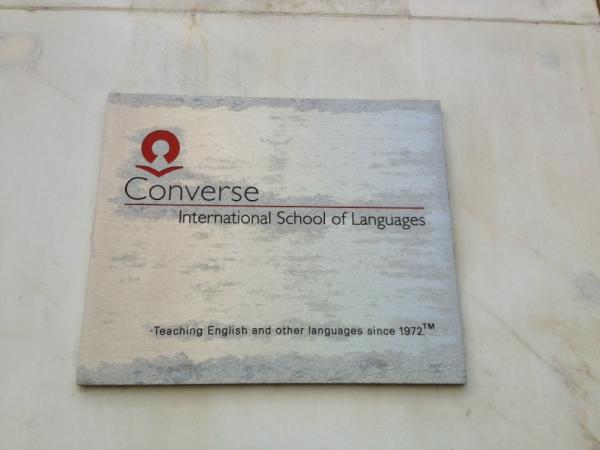 Converse
International School of Languages
·Teaching English and other languages since 1972™